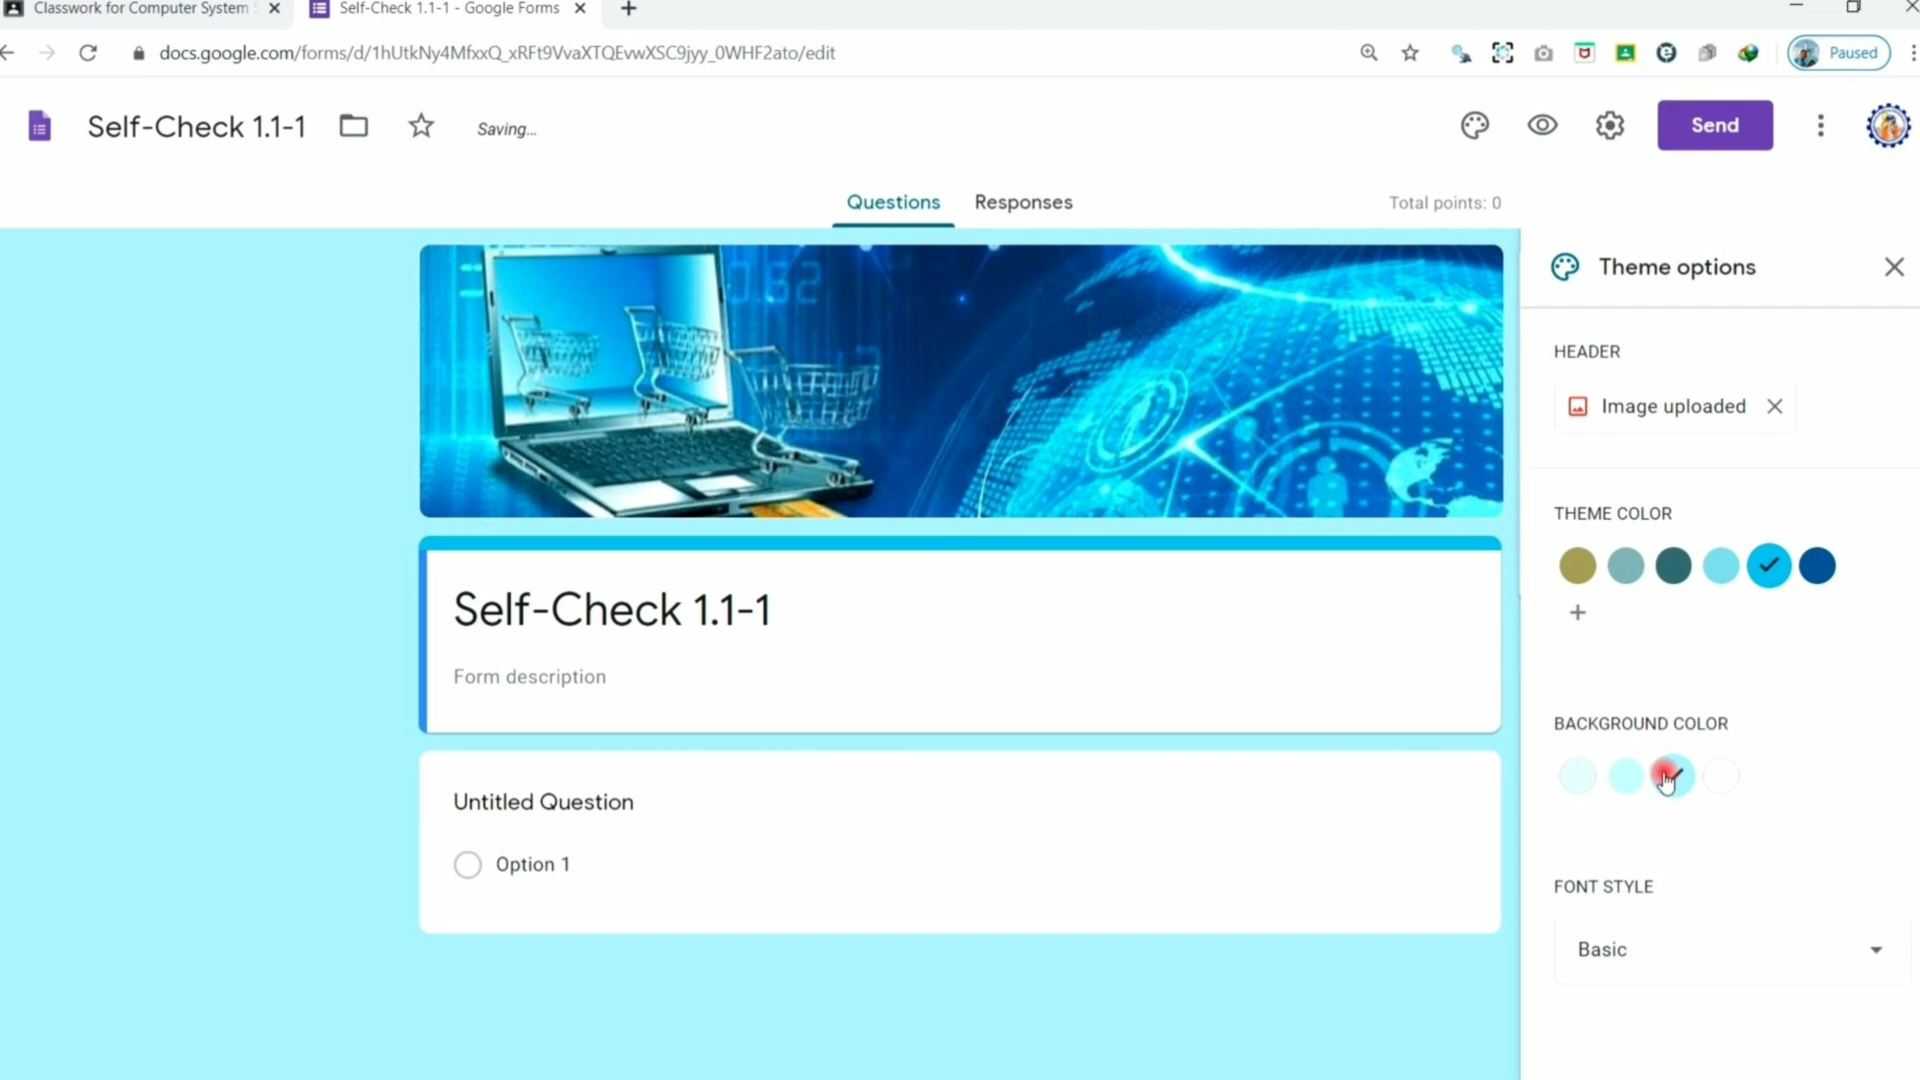 Classwork for Computer System
Self-Check 1.1-1 - Google Forms
docs.google.com/forms/d/1hUtkNy4MfxxQ_xRFt9VvaXTQEvwXSC9jyy_0WHF2ato/edit
Paused
Self-Check 1.1-1
Saving...
Send
Questions
Responses
Total points: 0
Theme options
HEADER
Image uploaded
THEME COLOR
Self-Check 1.1-1
Form description
BACKGROUND COLOR
Untitled Question
Option 1
FONT STYLE
Basic